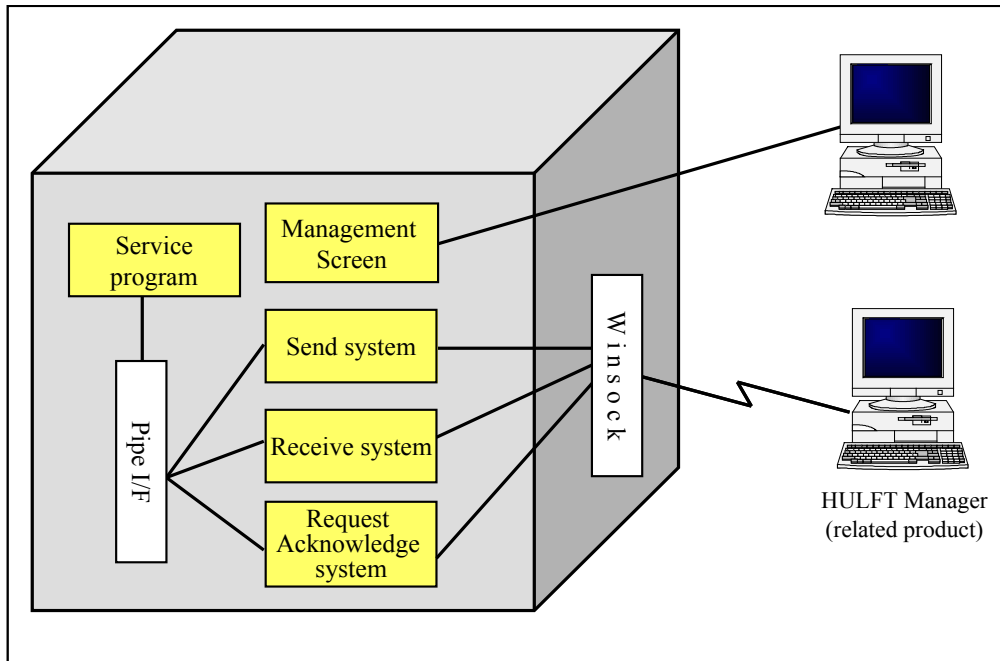 Service
program
Management
Screen
Send system
Receive system
Request
Acknowledge
system
Pipe I/F
Winsock
HULFT Manager
(related product)